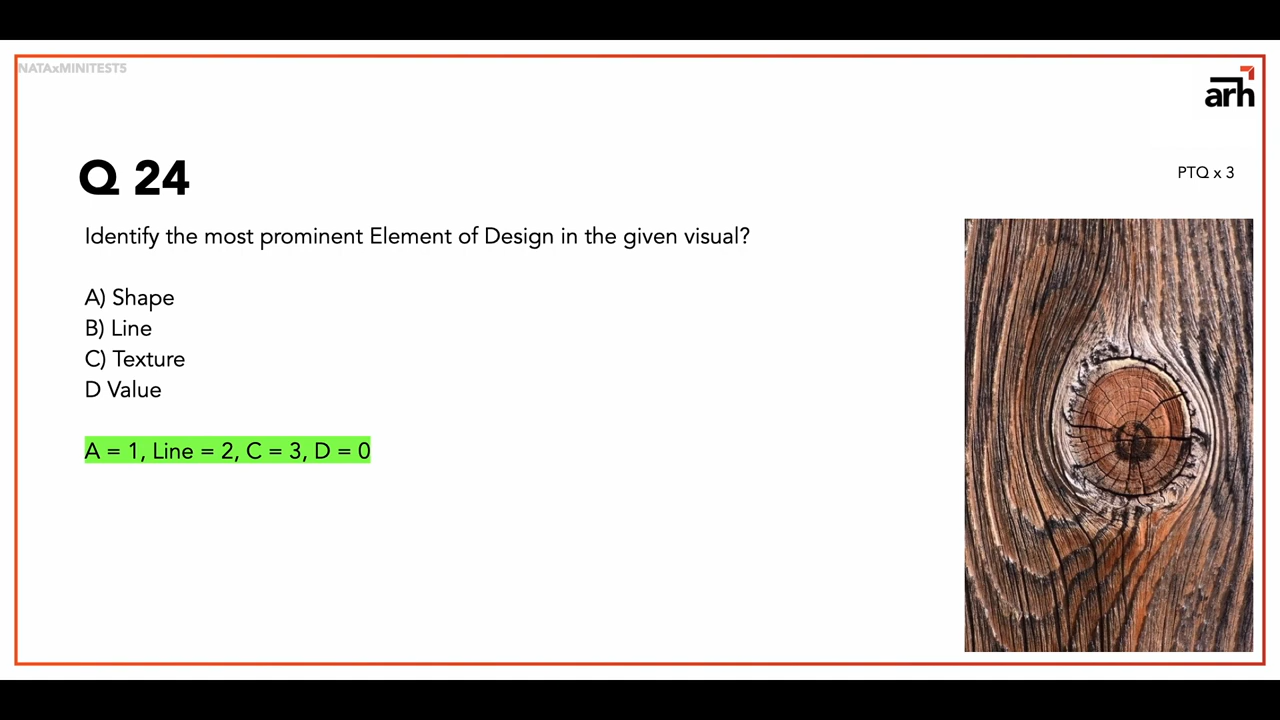 NATAxMINITESTS
arh
Q 24
PTQ x 3
Identify the most prominent Element of Design in the given visual?
A) Shape
B) Line
C) Texture
D Value
A = 1, Line = 2, C = 3, D = 0